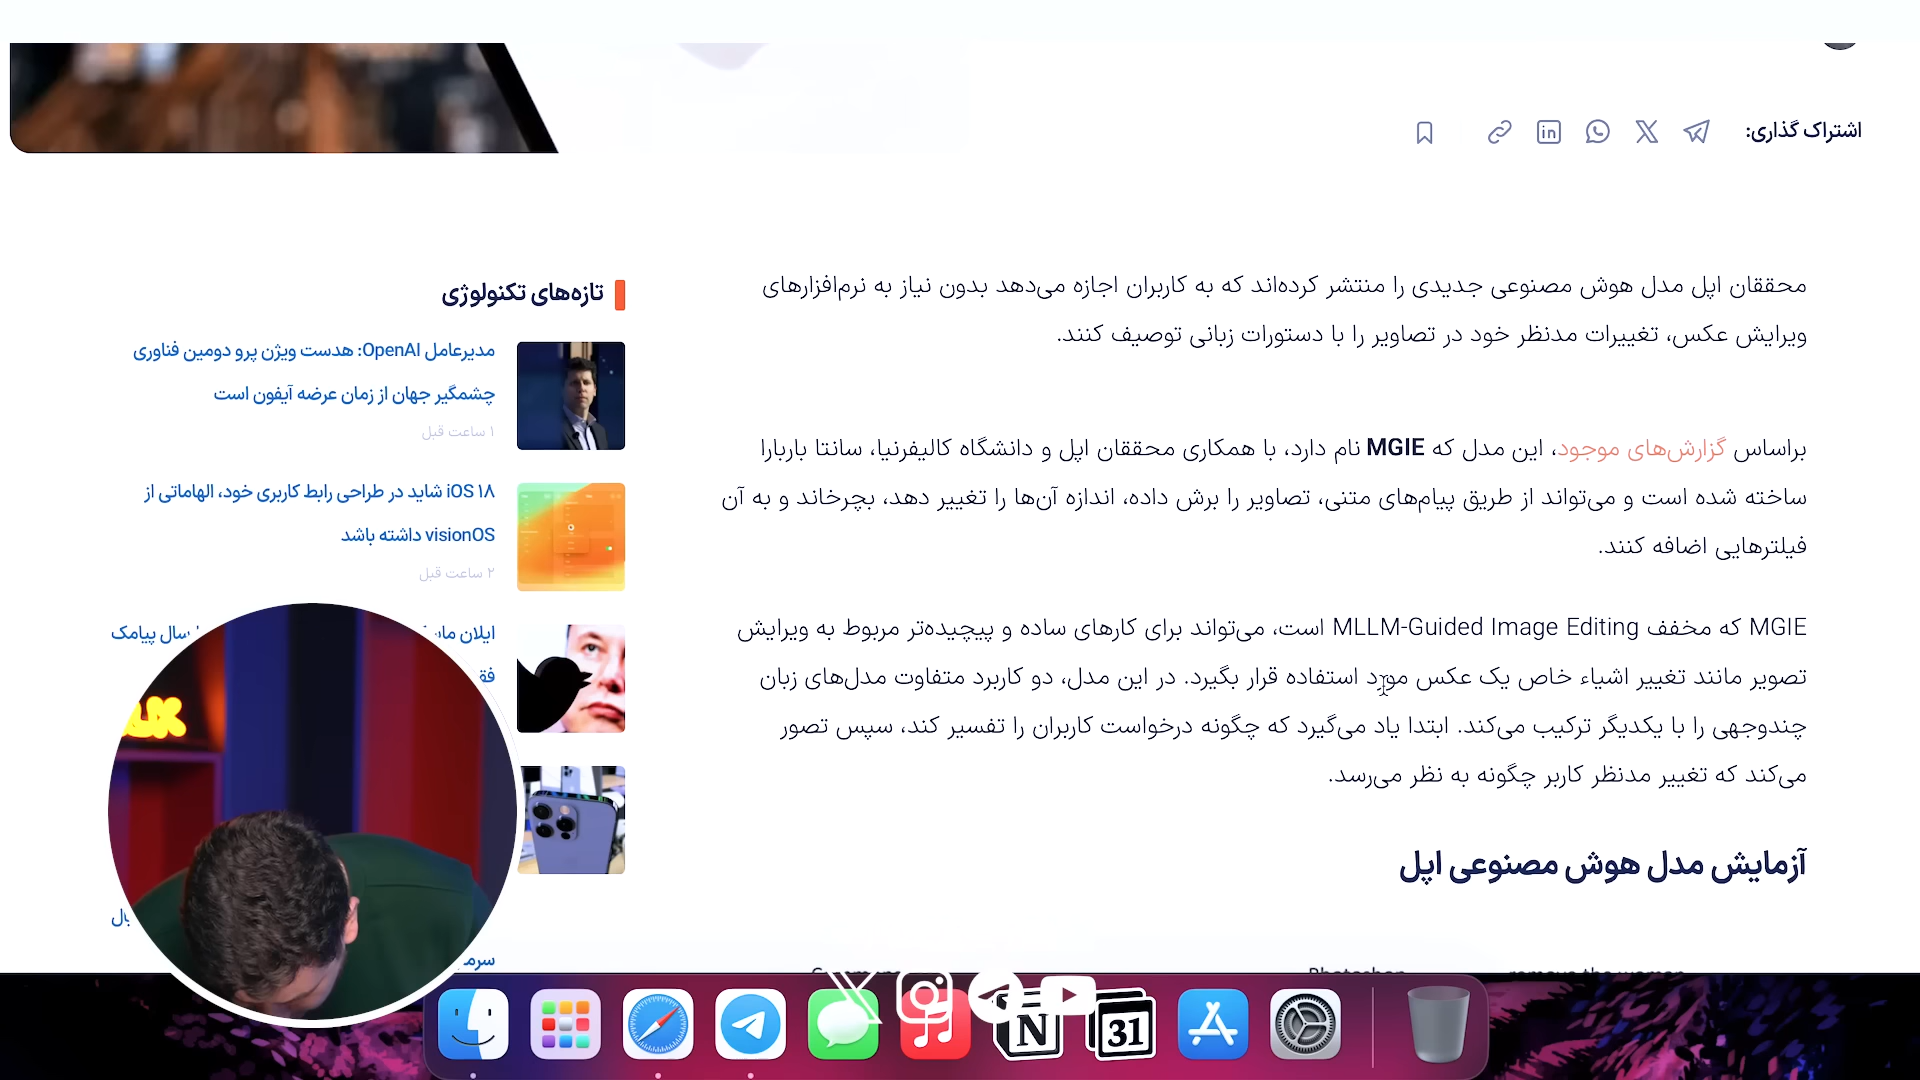 اشتراک گذاری:
محققان اپل مدل هوش مصنوعی جدیدی را منتشر کرده‌اند که به کاربران اجازه می‌دهد بدون نیاز به نرم‌افزارهای
ویرایش عکس، تغییرات مدنظر خود در تصاویر را با دستورات زبانی توصیف کنند.
براساس گزارش‌های موجود، این مدل که MGIE نام دارد، با همکاری محققان اپل و دانشگاه کالیفرنیا، سانتا باربارا
ساخته شده است و می‌تواند از طریق پیام‌های متنی، تصاویر را برش داده، اندازه آن‌ها را تغییر دهد، بچرخاند و به آن
فیلترهایی اضافه کنند.
MGIE که مخفف MLLM-Guided Image Editing است، می‌تواند برای کارهای ساده و پیچیده‌تر مربوط به ویرایش
تصویر مانند تغییر اشیاء خاص یک عکس مورد استفاده قرار بگیرد. در این مدل، دو کاربرد متفاوت مدل‌های زبان
چندوجهی را با یکدیگر ترکیب می‌کند. ابتدا یاد می‌گیرد که چگونه درخواست کاربران را تفسیر کند، سپس تصور
می‌کند که تغییر مدنظر کاربر چگونه به نظر می‌رسد.
آزمایش مدل هوش مصنوعی اپل
Photoshop
remove the woman
تازه‌های تکنولوژی
مدیرعامل OpenAI: هدست ویژن پرو دومین فناوری
چشمگیر جهان از زمان عرضه آیفون است
۱ ساعت قبل
iOS ۱۸ شاید در طراحی رابط کاربری خود، الهاماتی از
visionOS داشته باشد
۲ ساعت قبل
ایلان پیامک
31